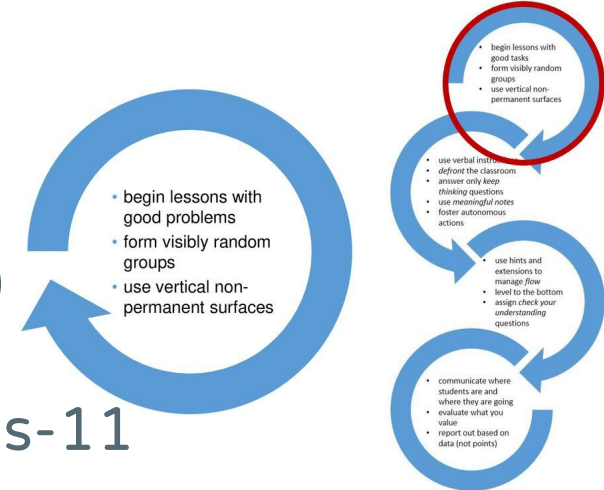 • begin lessons with
good problems
• form visibly random
groups
• use vertical non-
permanent surfaces
s-11
• begin lessons with
good tasks
• form visibly random
groups
• use vertical non-
permanent surfaces
• use verbal
• defront the classroom
• answer only keep
thinking questions
• use meaningful notes
• foster autonomous
actions
• use hints and
extensions to
manage flow
• level to the bottom
• assign check your
understanding
questions
• communicate where
students are and
where they are going
• evaluate what you
value
• report out based on
data (not points)